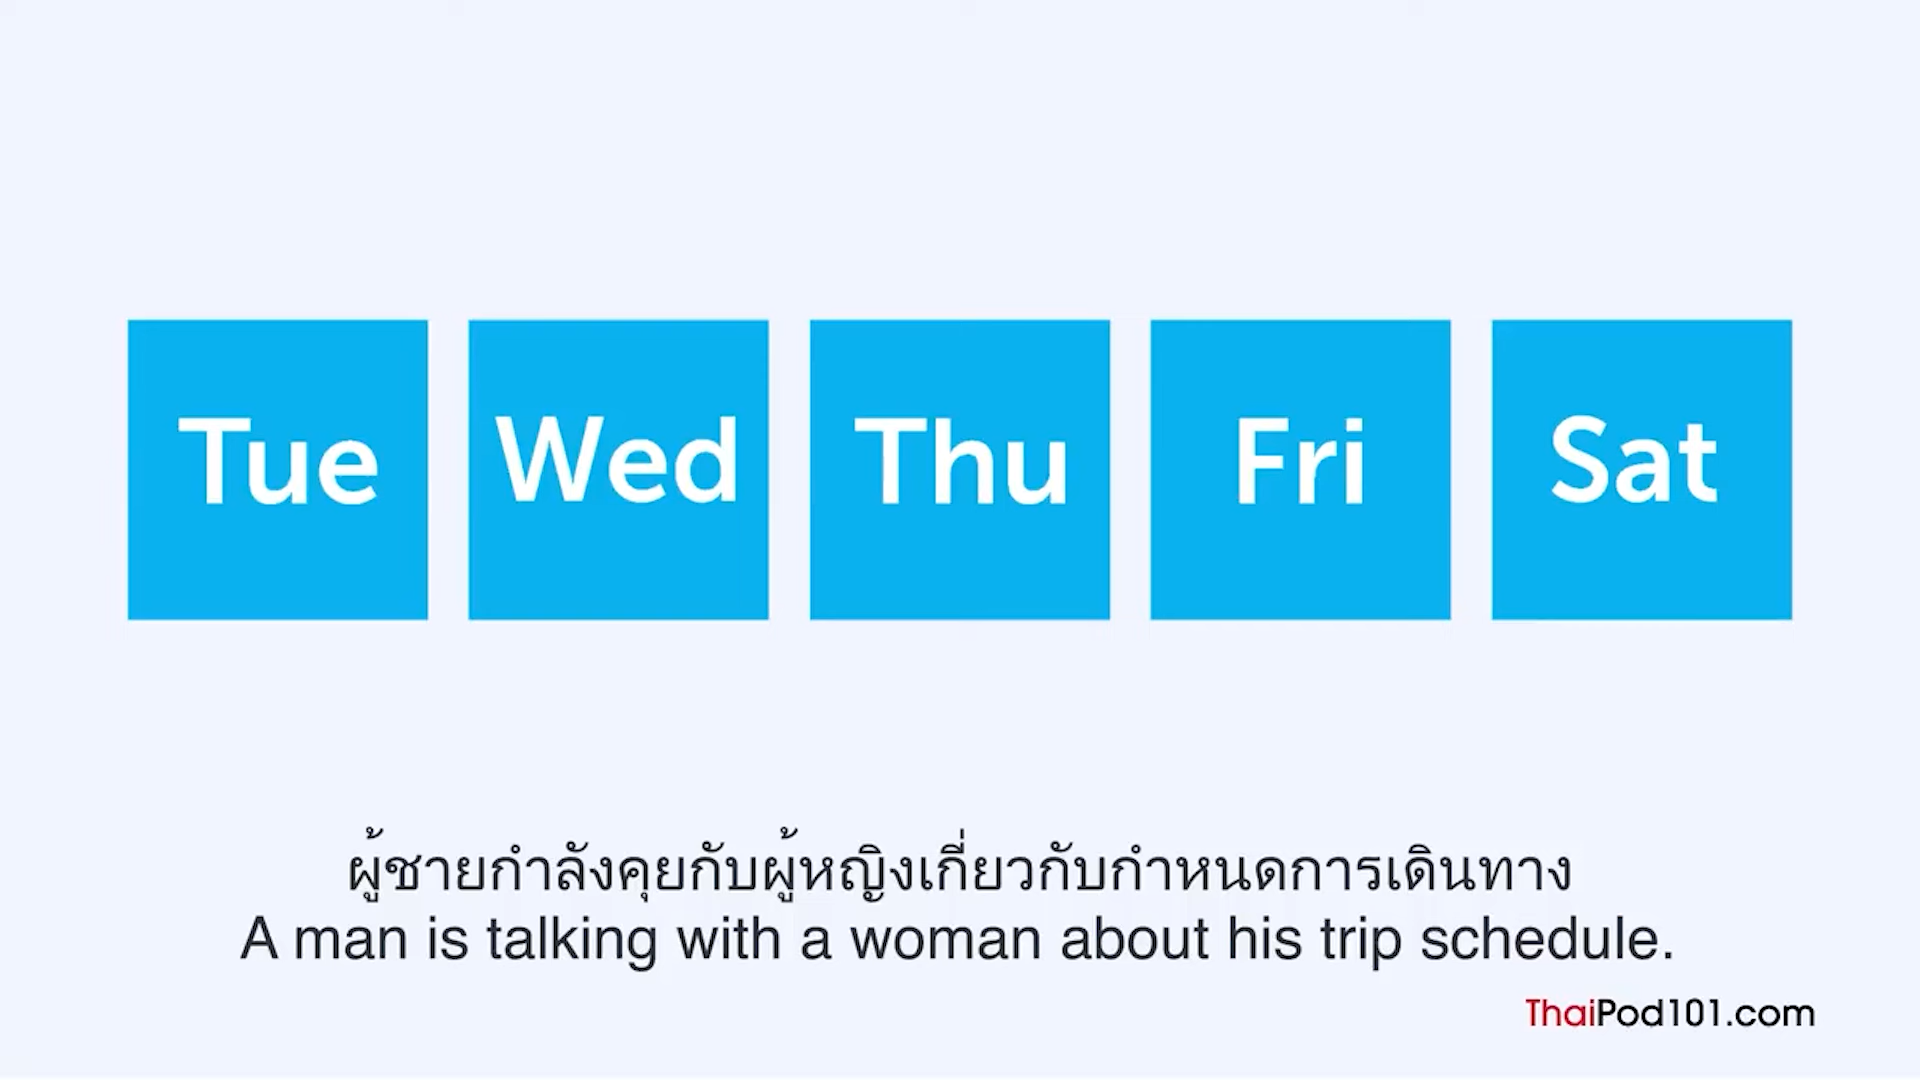 Tue Wed Thu Fri Sat
ผู้ชายกำลังคุยกับผู้หญิงเกี่ยวกับกำหนดการเดินทาง
A man is talking with a woman about his trip schedule.
ThaiPod101.com